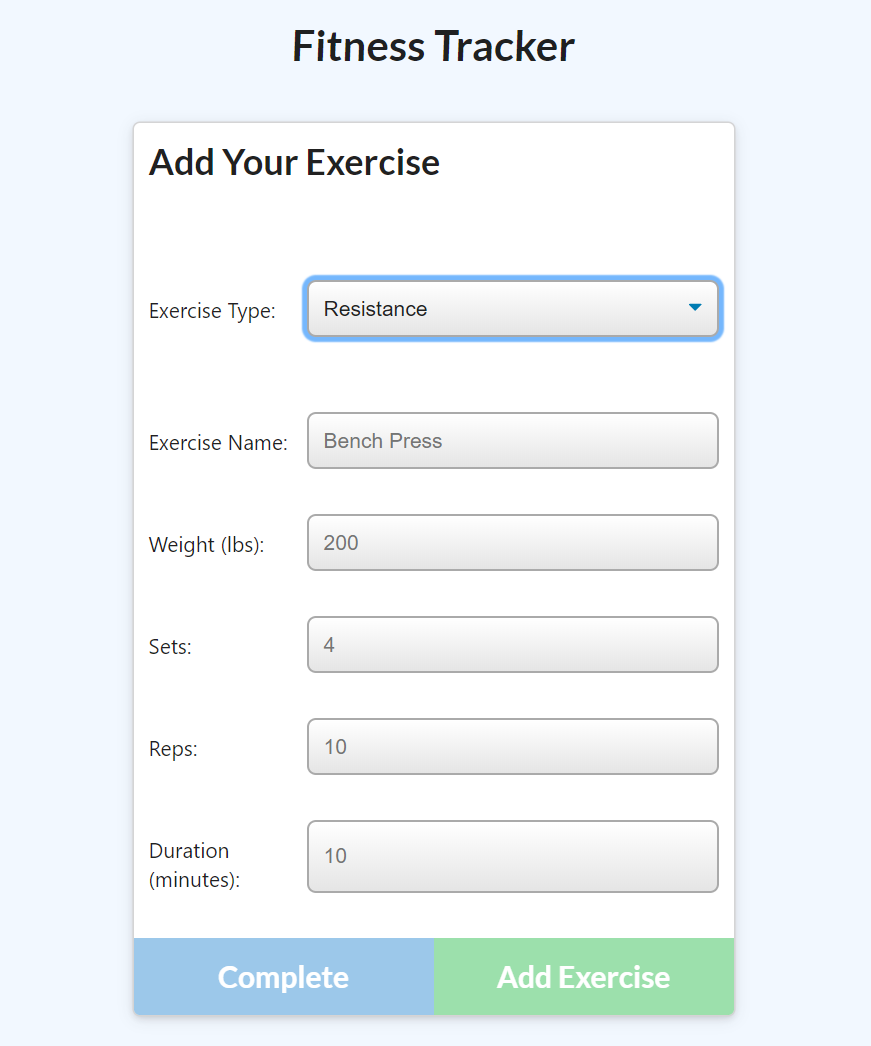 Fitness Tracker
Add Your Exercise
Exercise Type:
Resistance
Exercise Name:
Bench Press
Weight (lbs):
200
Sets:
4
Reps:
10
Duration
(minutes):
10
Complete
Add Exercise